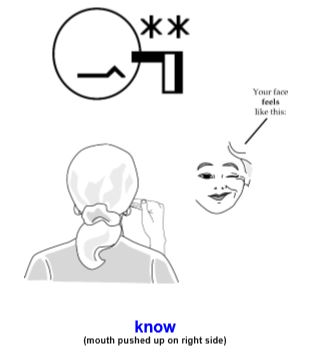 Your face
feels
like this:
know
(mouth pushed up on right side)